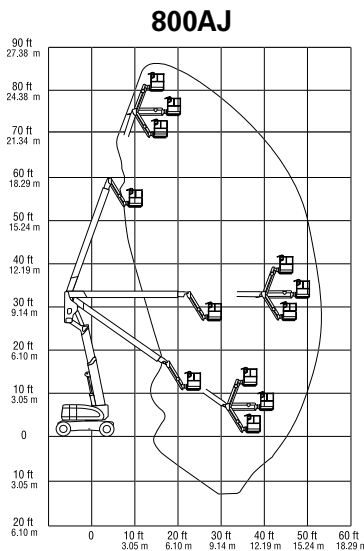 800AJ
90 ft
27.38 m
80 ft
24.38 m
70 ft
21.34 m
60 ft
18.29 m
50 ft
15.24 m
40 ft
12.19 m
30 ft
9.14 m
20 ft
6.10 m
10 ft
3.05 m
0
10 ft
3.05 m
20 ft
6.10 m
0 10 ft 20 ft 30 ft 40 ft 50 ft 60 ft
3.05 m 6.10 m 9.14 m 12.19 m 15.24 m 18.29 m